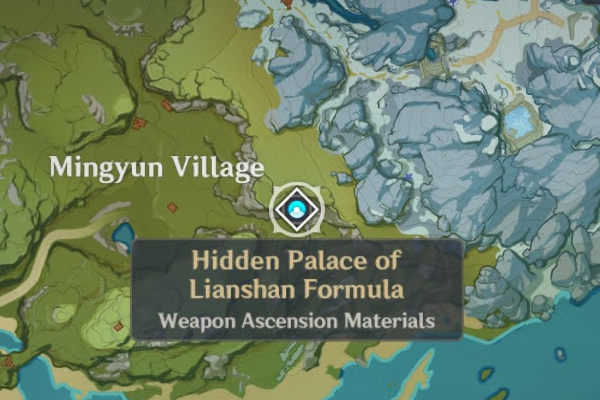 Mingyun Village
Hidden Palace of
Lianshan Formula
Weapon Ascension Materials